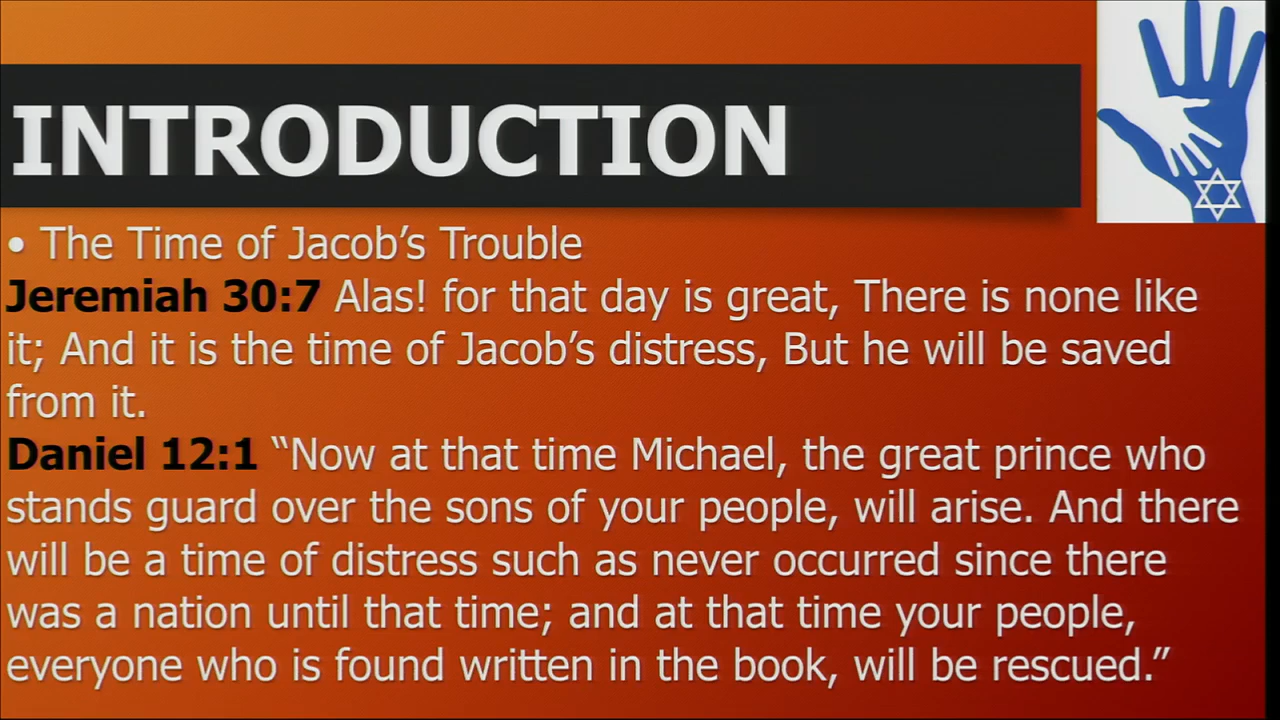 INTRODUCTION
• The Time of Jacob’s Trouble
Jeremiah 30:7 Alas! for that day is great, There is none like
it; And it is the time of Jacob’s distress, But he will be saved
from it.
Daniel 12:1 “Now at that time Michael, the great prince who
stands guard over the sons of your people, will arise. And there
will be a time of distress such as never occurred since there
was a nation until that time; and at that time your people,
everyone who is found written in the book, will be rescued.”